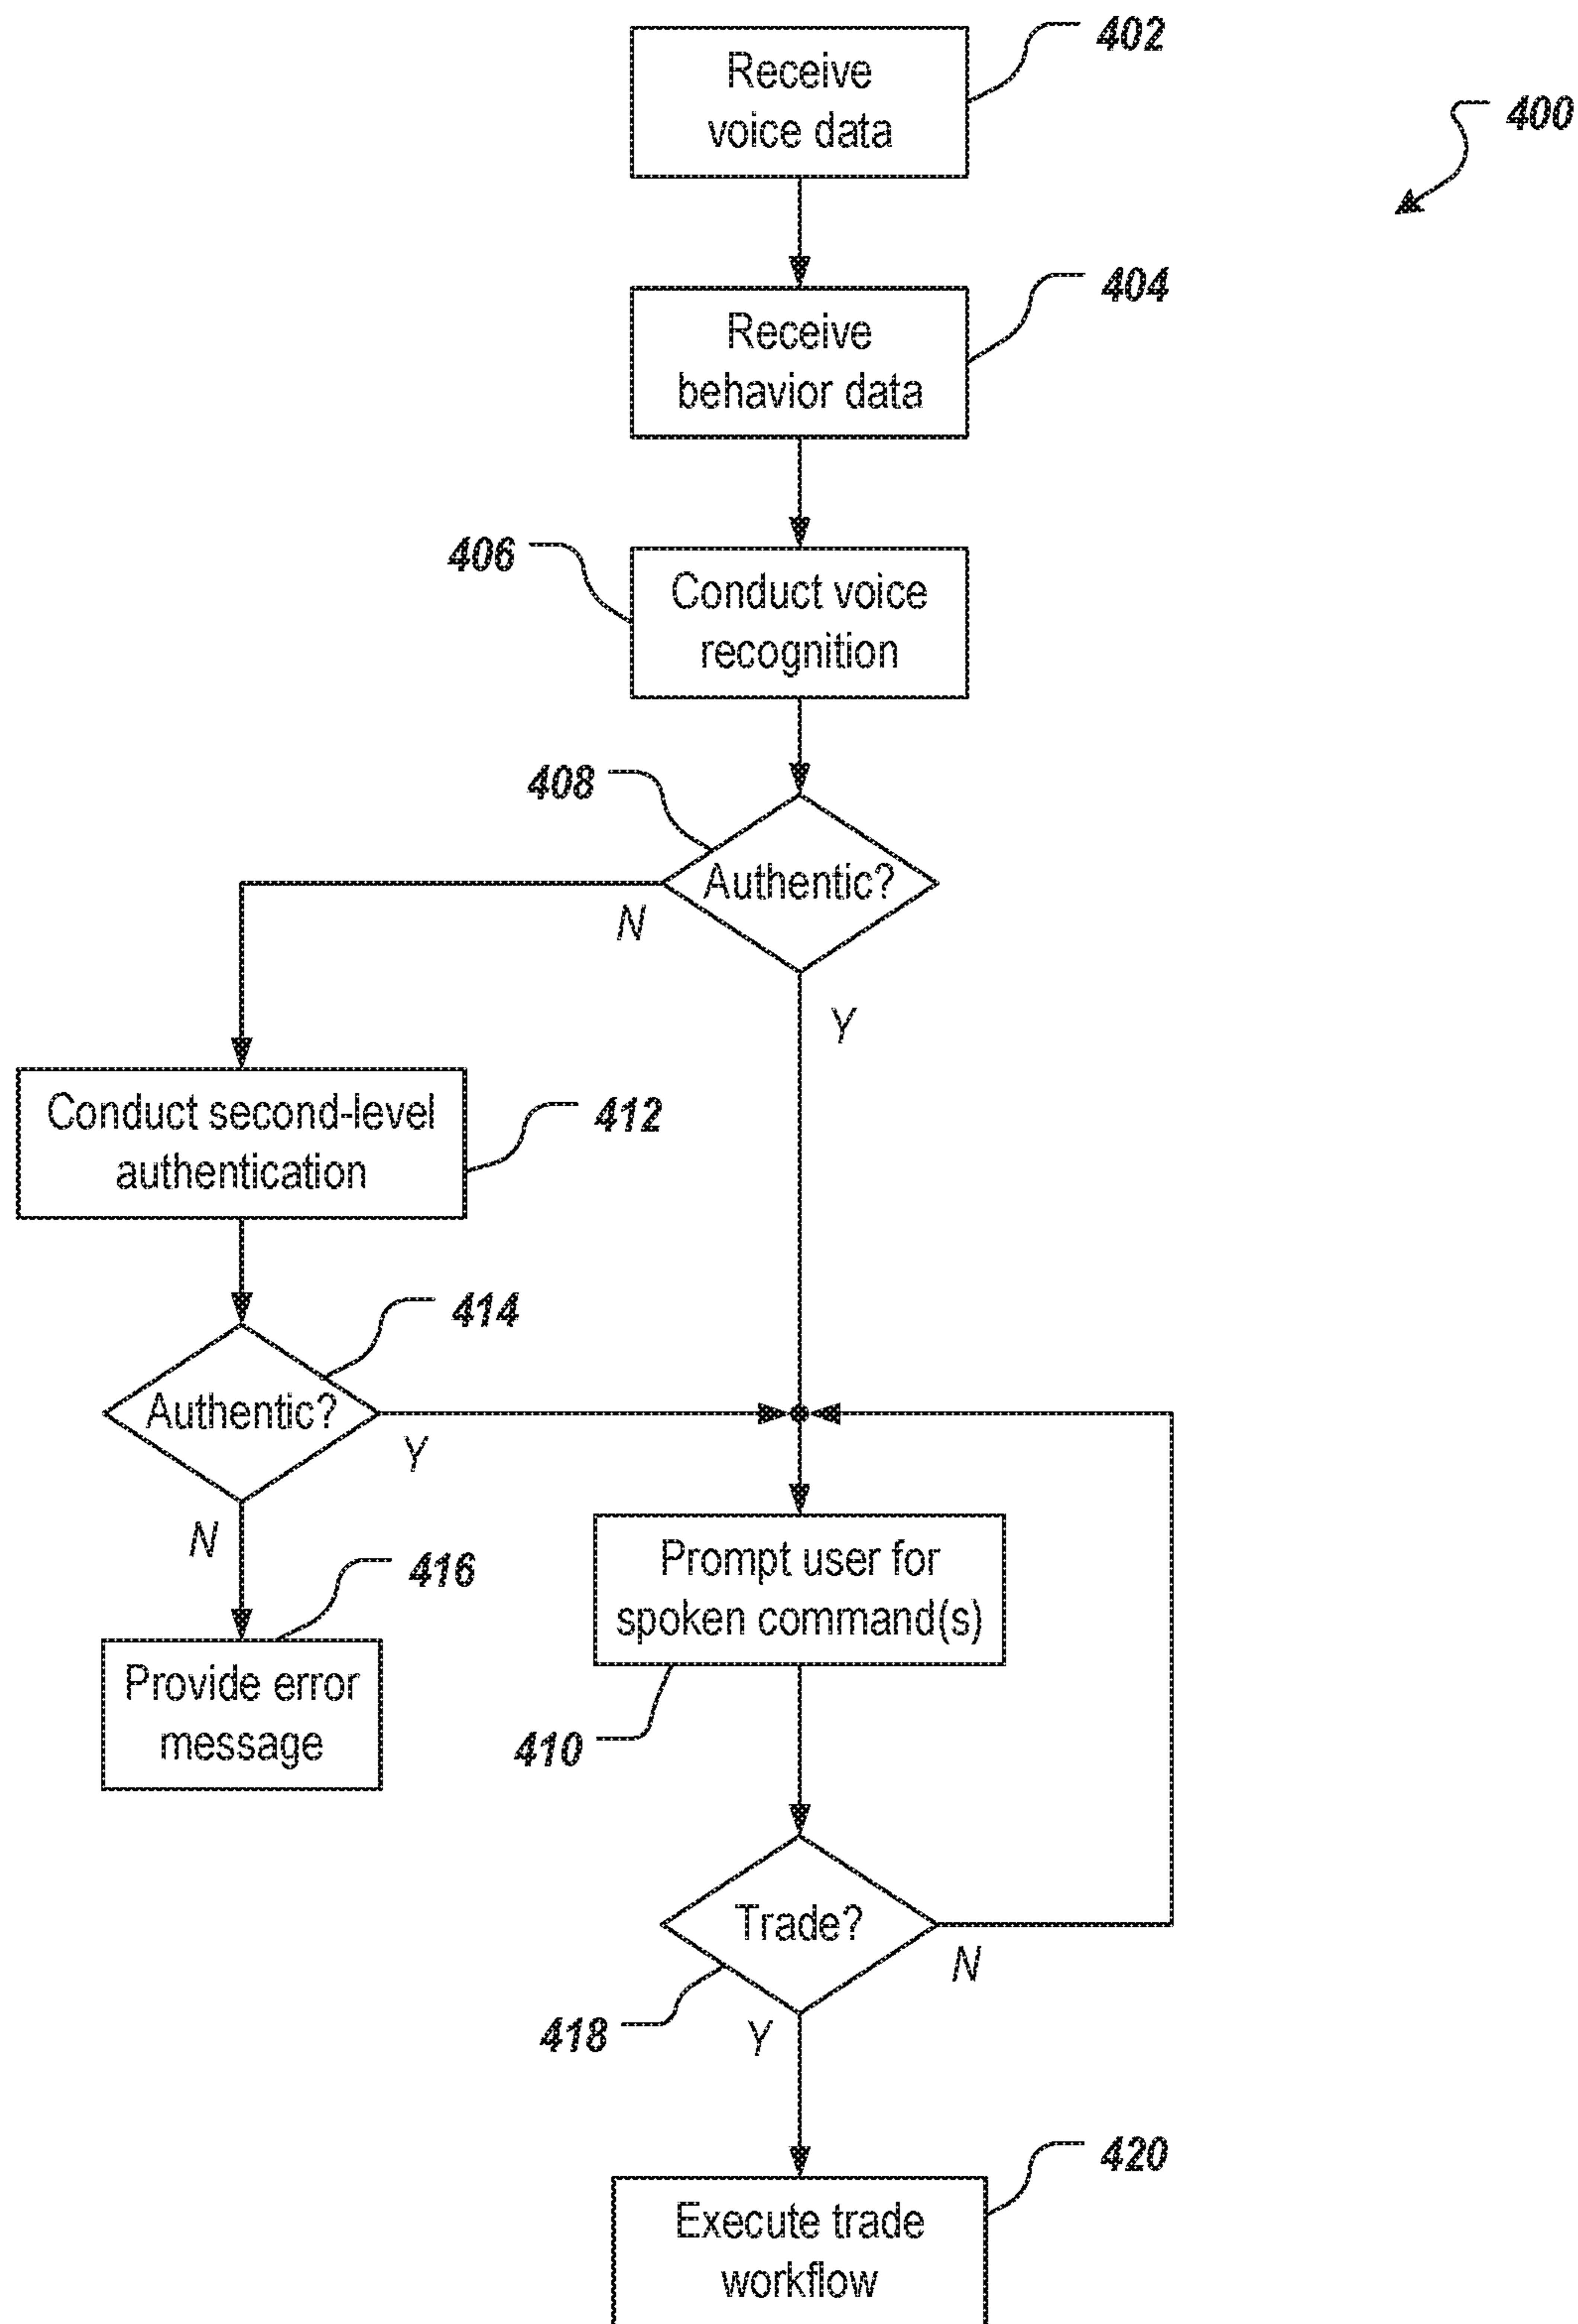 Receive
voice data
402
400
Receive
behavior data
404
406
Conduct voice
recognition
408
Authentic?
N
Y
Conduct second-level
authentication
412
414
Authentic?
Y
N
416
Provide error
message
Prompt user for
spoken command(s)
410
Trade?
N
418
Y
420
Execute trade
workflow